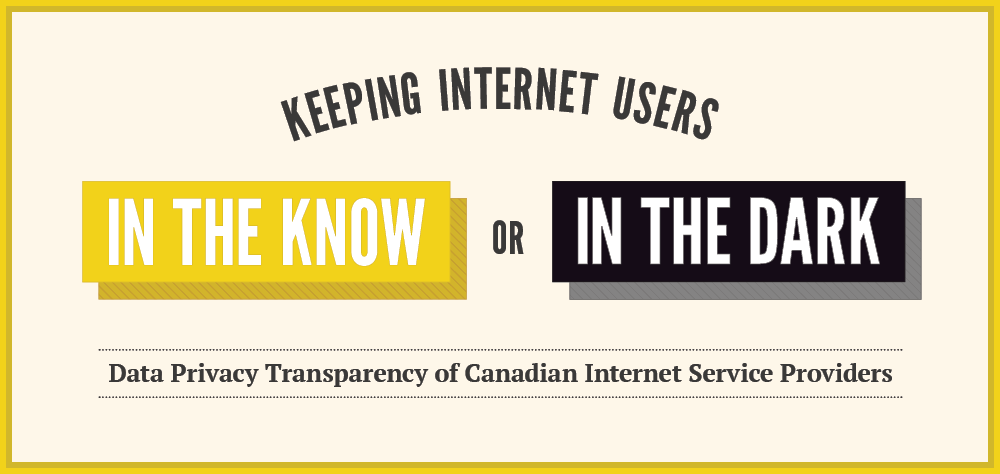 KEEPING INTERNET USERS
IN THE KNOW OR IN THE DARK
Data Privacy Transparency of Canadian Internet Service Providers